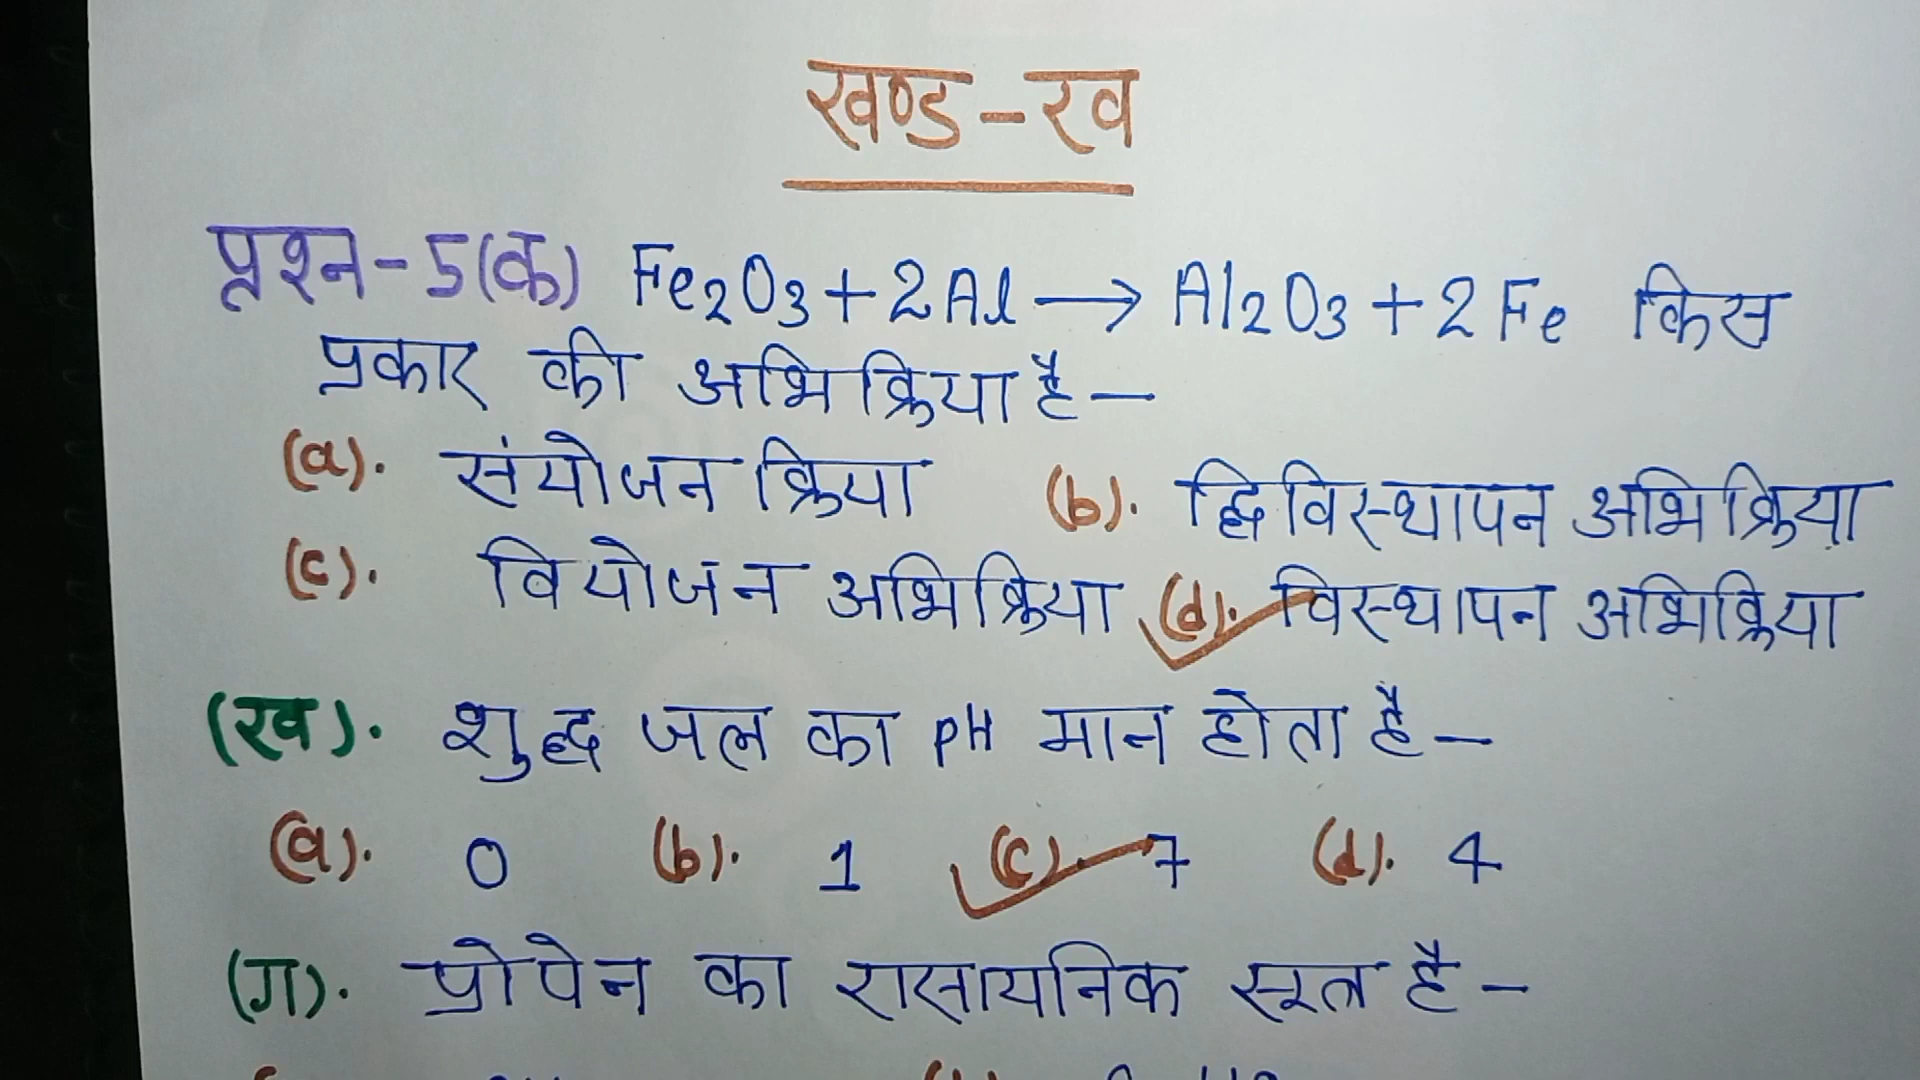 खण्ड-ख
प्रश्न-5(क) Fe₂O₃+2Al→Al₂O₃+2Fe किस
प्रकार की अभिक्रिया है-
(a). संयोजन क्रिया (b). द्विविस्थापन अभिक्रिया
(c). वियोजन अभिक्रिया (d). विस्थापन अभिक्रिया
(ख). शुद्ध जल का pH मान होता है-
(a). 0 (b). 1 (c). 7 (d). 4
(ग). प्रोपेन का रासायनिक सूत्र है-